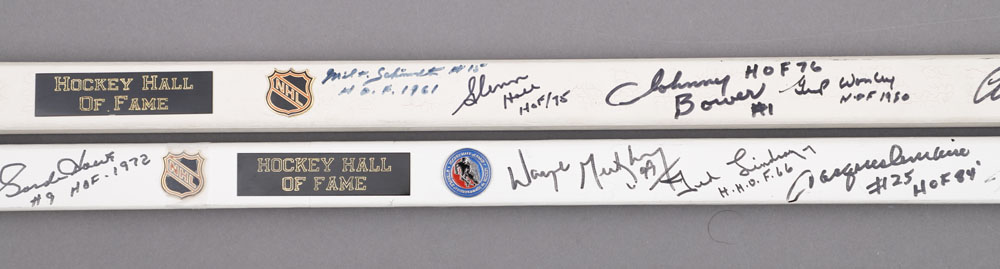 HOCKEY HALL
OF FAME
NHL
Milt Schmidt #15
H.O.F. 1961
Glenn
Hall
HOF/75
Johnny
Bower
HOF 76
#1
Gump Worsley
H.O.F 1980
Gordie Howe
HOF-1972
#9
NHL
HOCKEY HALL
OF FAME
Wayne Gretzky
"99"
Ted Lindsay 7
H.H.O.F. 66
Jacques Lemaire
#25
HOF 84'